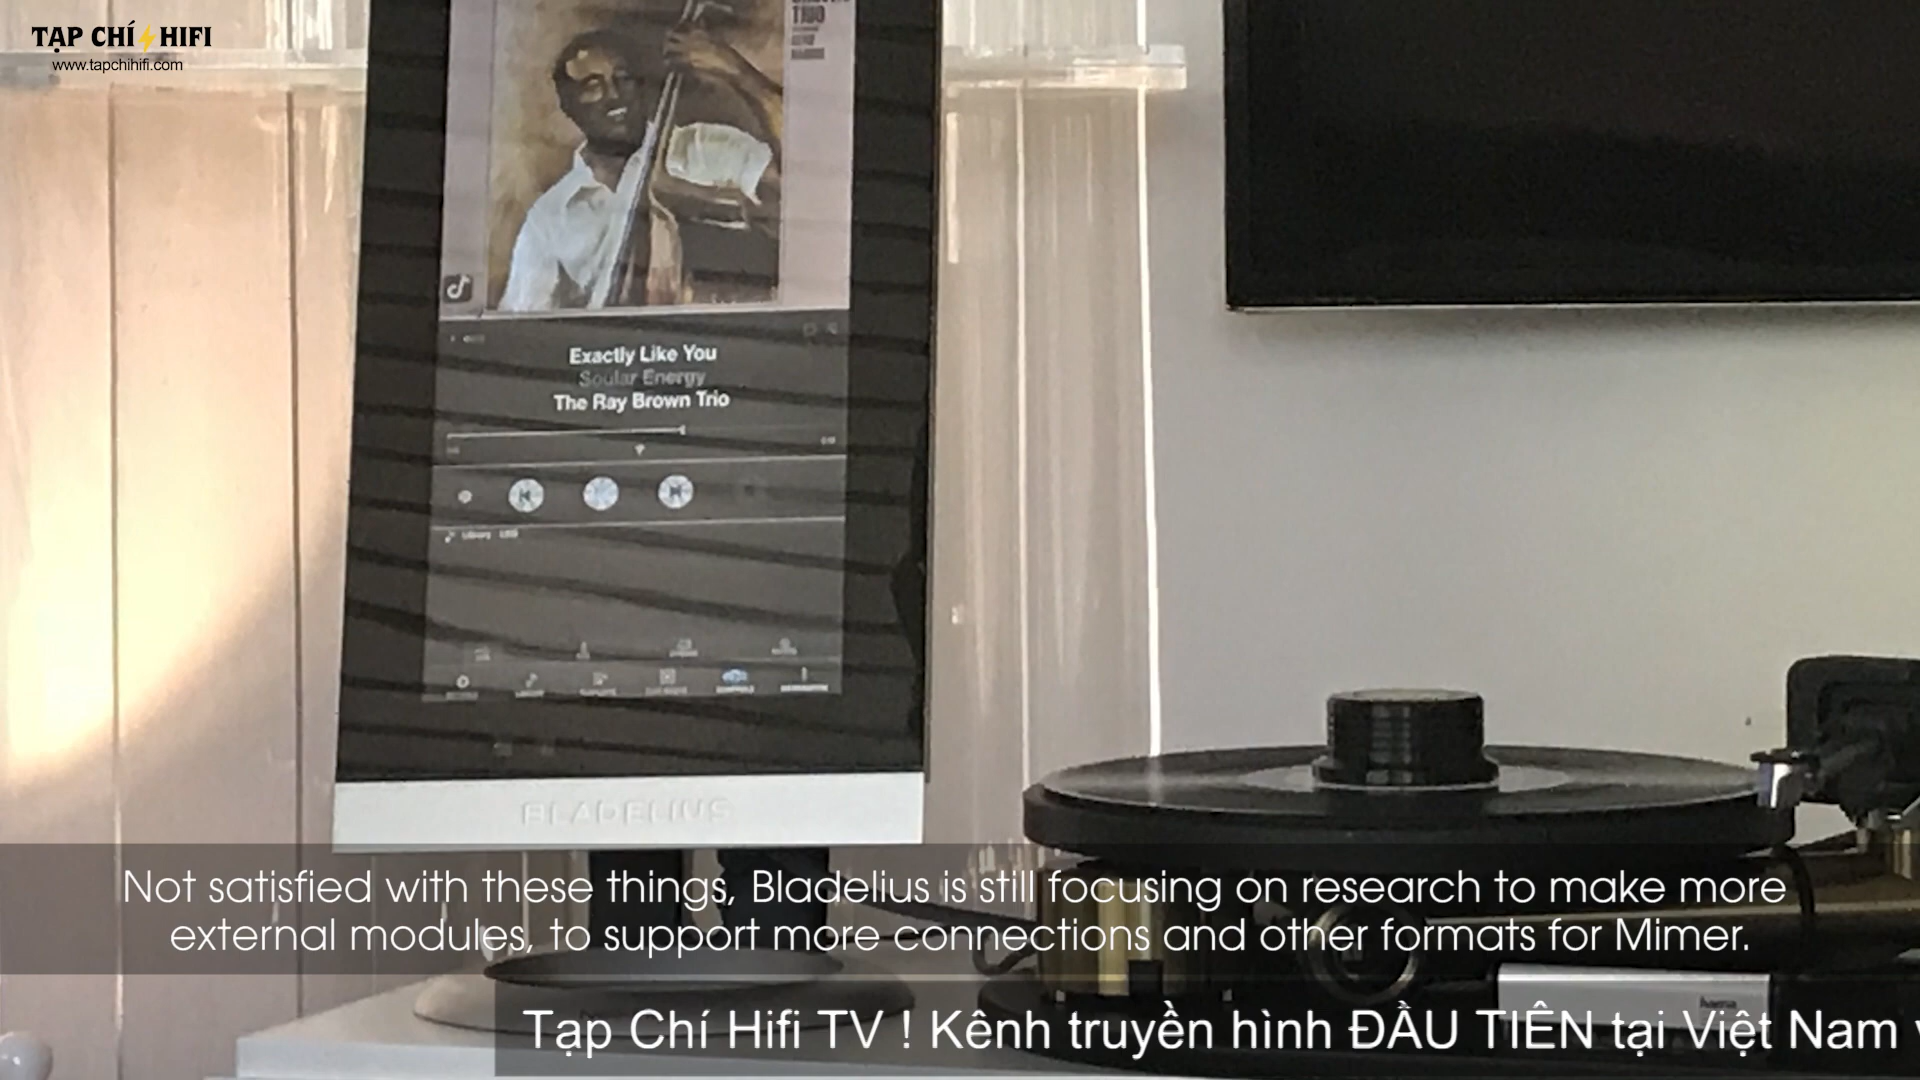 TẠP CHÍ HIFI
www.tapchihifi.com
TRIO
Exactly Like You
Soular Energy
The Ray Brown Trio
Library
BLADELIUS
Not satisfied with these things, Bladelius is still focusing on research to make more
external modules, to support more connections and other formats for Mimer.
hama
Tạp Chí Hifi TV ! Kênh truyền hình ĐẦU TIÊN tại Việt Nam